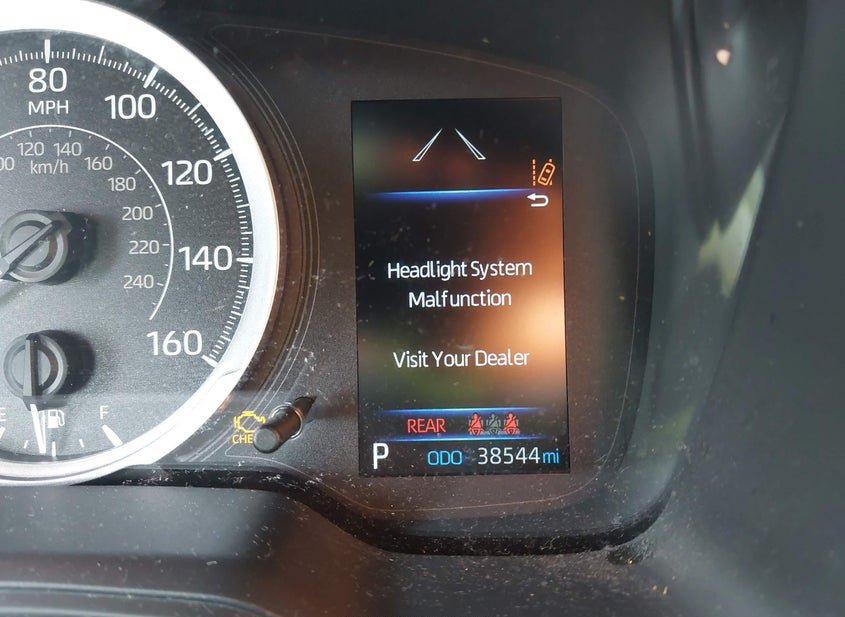 80
MPH
100
120
140
160
120 140 160
km/h
180
200
220
240
E
F
CHE
Headlight System
Malfunction
Visit Your Dealer
REAR
P ODO 38544 mi